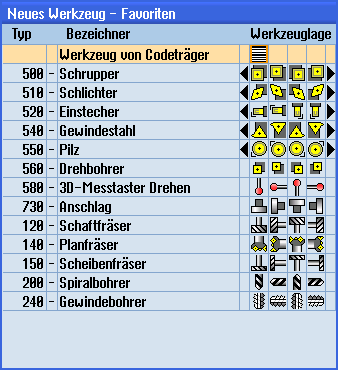 Neues Werkzeug - Favoriten
Typ Bezeichner Werkzeuglage
Werkzeug von Codeträger
500 - Schrupper
510 - Schlichter
520 - Einstecher
540 - Gewindestahl
550 - Pilz
560 - Drehbohrer
580 - 3D-Messtaster Drehen
730 - Anschlag
120 - Schaftfräser
140 - Planfräser
150 - Scheibenfräser
200 - Spiralbohrer
240 - Gewindebohrer